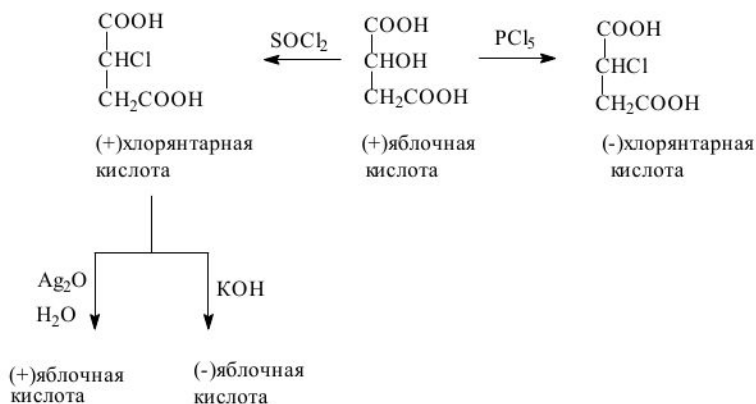 COOH
CHCl
CH₂COOH
(+)хлорянтарная
кислота
SOCl₂
COOH
CHOH
CH₂COOH
(+)яблочная
кислота
PCl₅
COOH
CHCl
CH₂COOH
(-)хлорянтарная
кислота
Ag₂O
H₂O
KOH
(+)яблочная
кислота
(-)яблочная
кислота